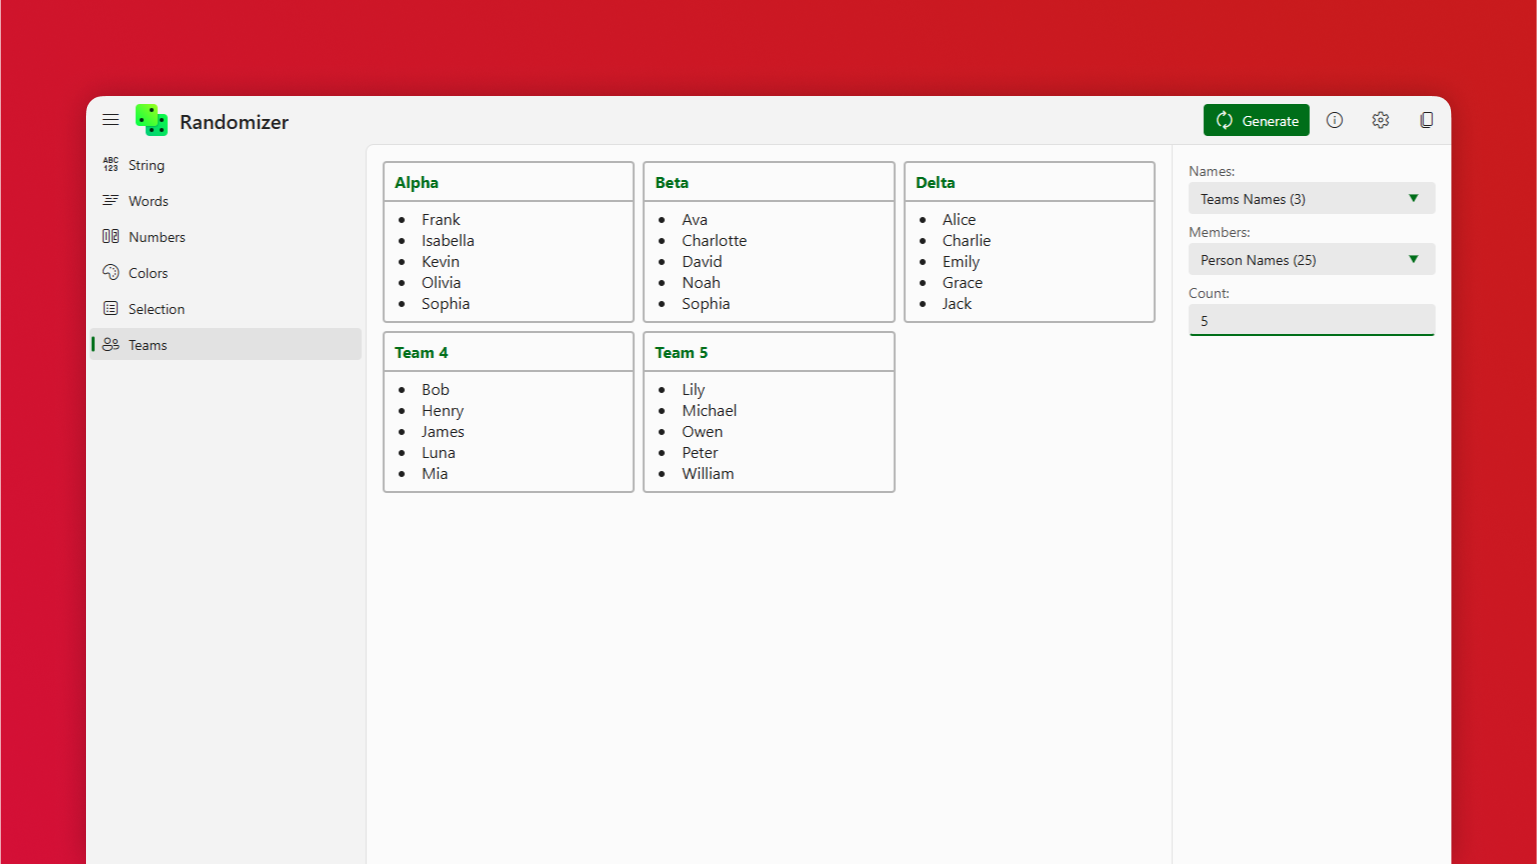 Randomizer
Generate
ABC
123
String
Words
Numbers
Colors
Selection
Teams
Alpha
Frank
Isabella
Kevin
Olivia
Sophia
Beta
Ava
Charlotte
David
Noah
Sophia
Delta
Alice
Charlie
Emily
Grace
Jack
Team 4
Bob
Henry
James
Luna
Mia
Team 5
Lily
Michael
Owen
Peter
William
Names:
Teams Names (3)
Members:
Person Names (25)
Count:
5